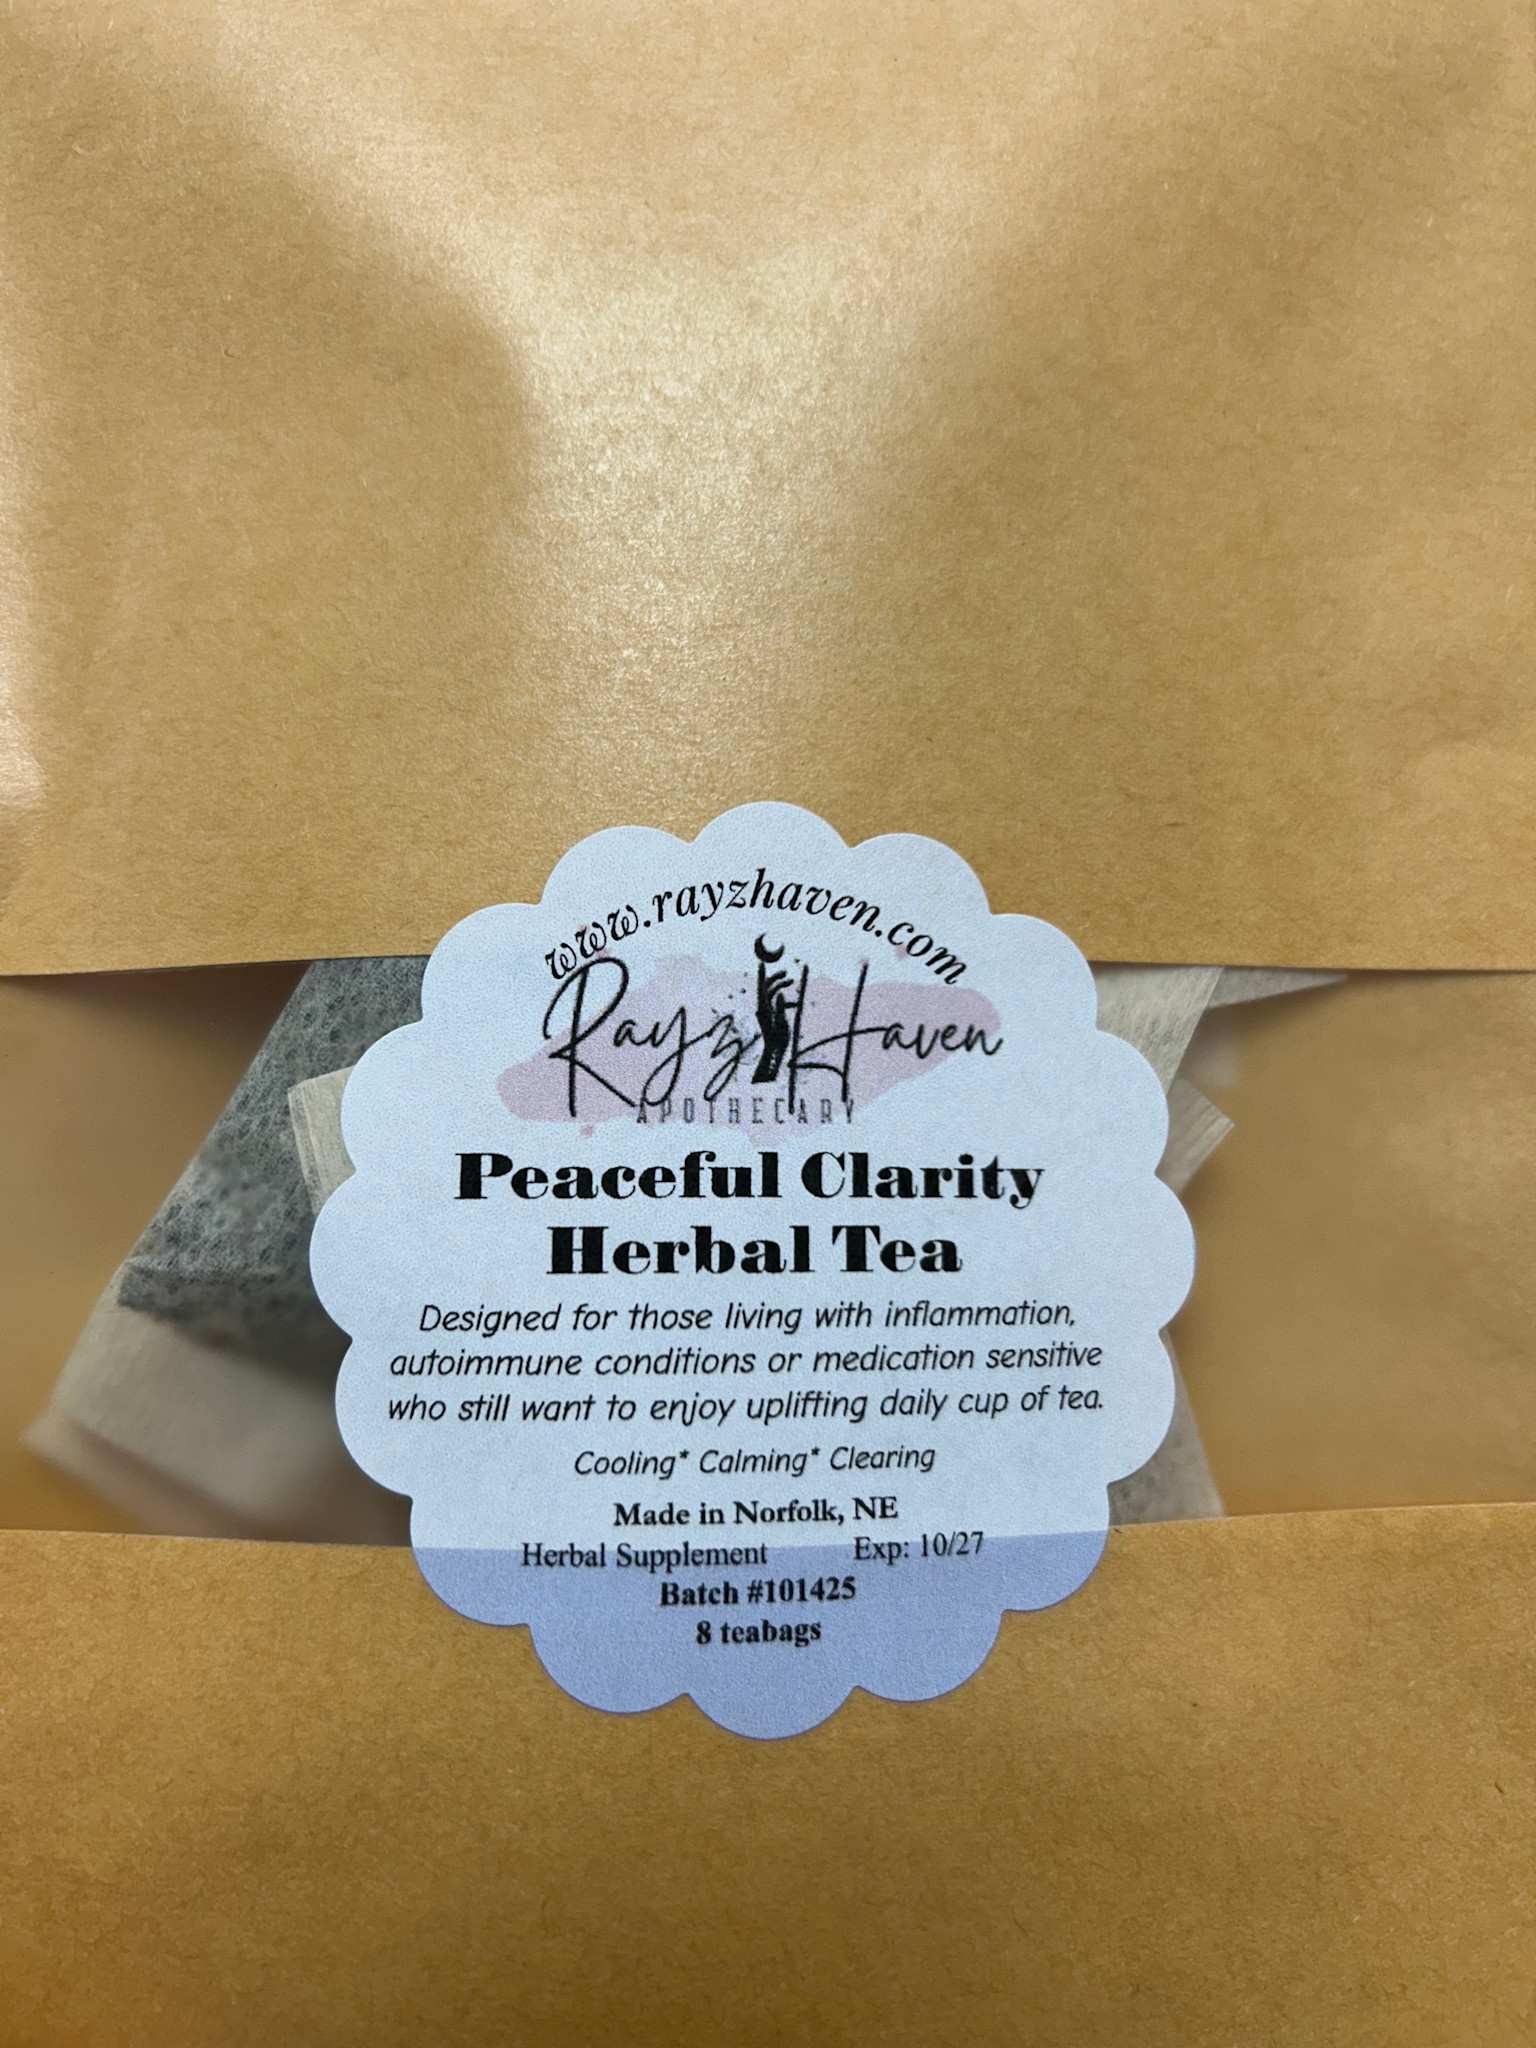 www.rayzhaven.com
Rayz Haven
APOTHECARY
Peaceful Clarity
Herbal Tea
Designed for those living with inflammation,
autoimmune conditions or medication sensitive
who still want to enjoy uplifting daily cup of tea.
Cooling* Calming* Clearing
Made in Norfolk, NE
Herbal Supplement Exp: 10/27
Batch #101425
8 teabags